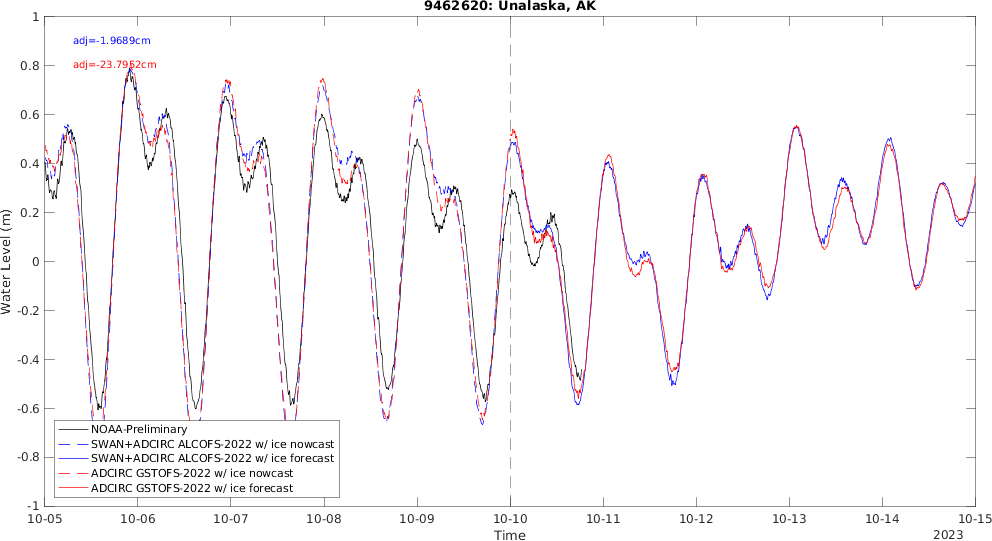 9462620: Unalaska, AK
adj=-1.9689cm
adj=-23.7952cm
Water Level (m)
1
0.8
0.6
0.4
0.2
0
-0.2
-0.4
-0.6
-0.8
-1
NOAA-Preliminary
SWAN+ADCIRC ALCOFS-2022 w/ ice nowcast
SWAN+ADCIRC ALCOFS-2022 w/ ice forecast
ADCIRC GSTOFS-2022 w/ ice nowcast
ADCIRC GSTOFS-2022 w/ ice forecast
10-05 10-06 10-07 10-08 10-09 10-10 10-11 10-12 10-13 10-14 10-15
Time
2023